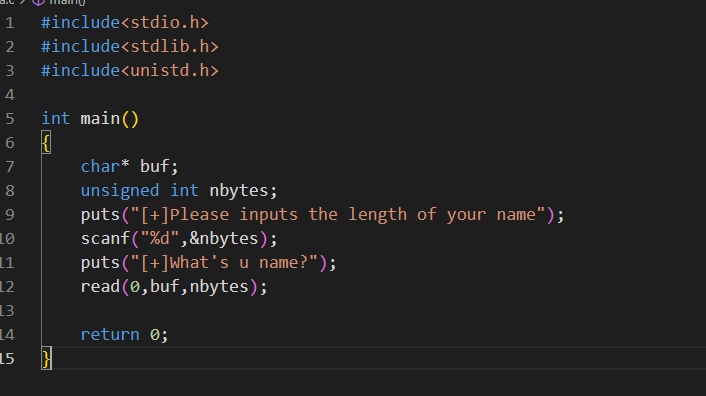 a.c > main()
1 #include<stdio.h>
2 #include<stdlib.h>
3 #include<unistd.h>
4
5 int main()
6 {
7     char* buf;
8     unsigned int nbytes;
9     puts("[+]Please inputs the length of your name");
10     scanf("%d",&nbytes);
11     puts("[+]What's u name?");
12     read(0,buf,nbytes);
13
14     return 0;
15 }